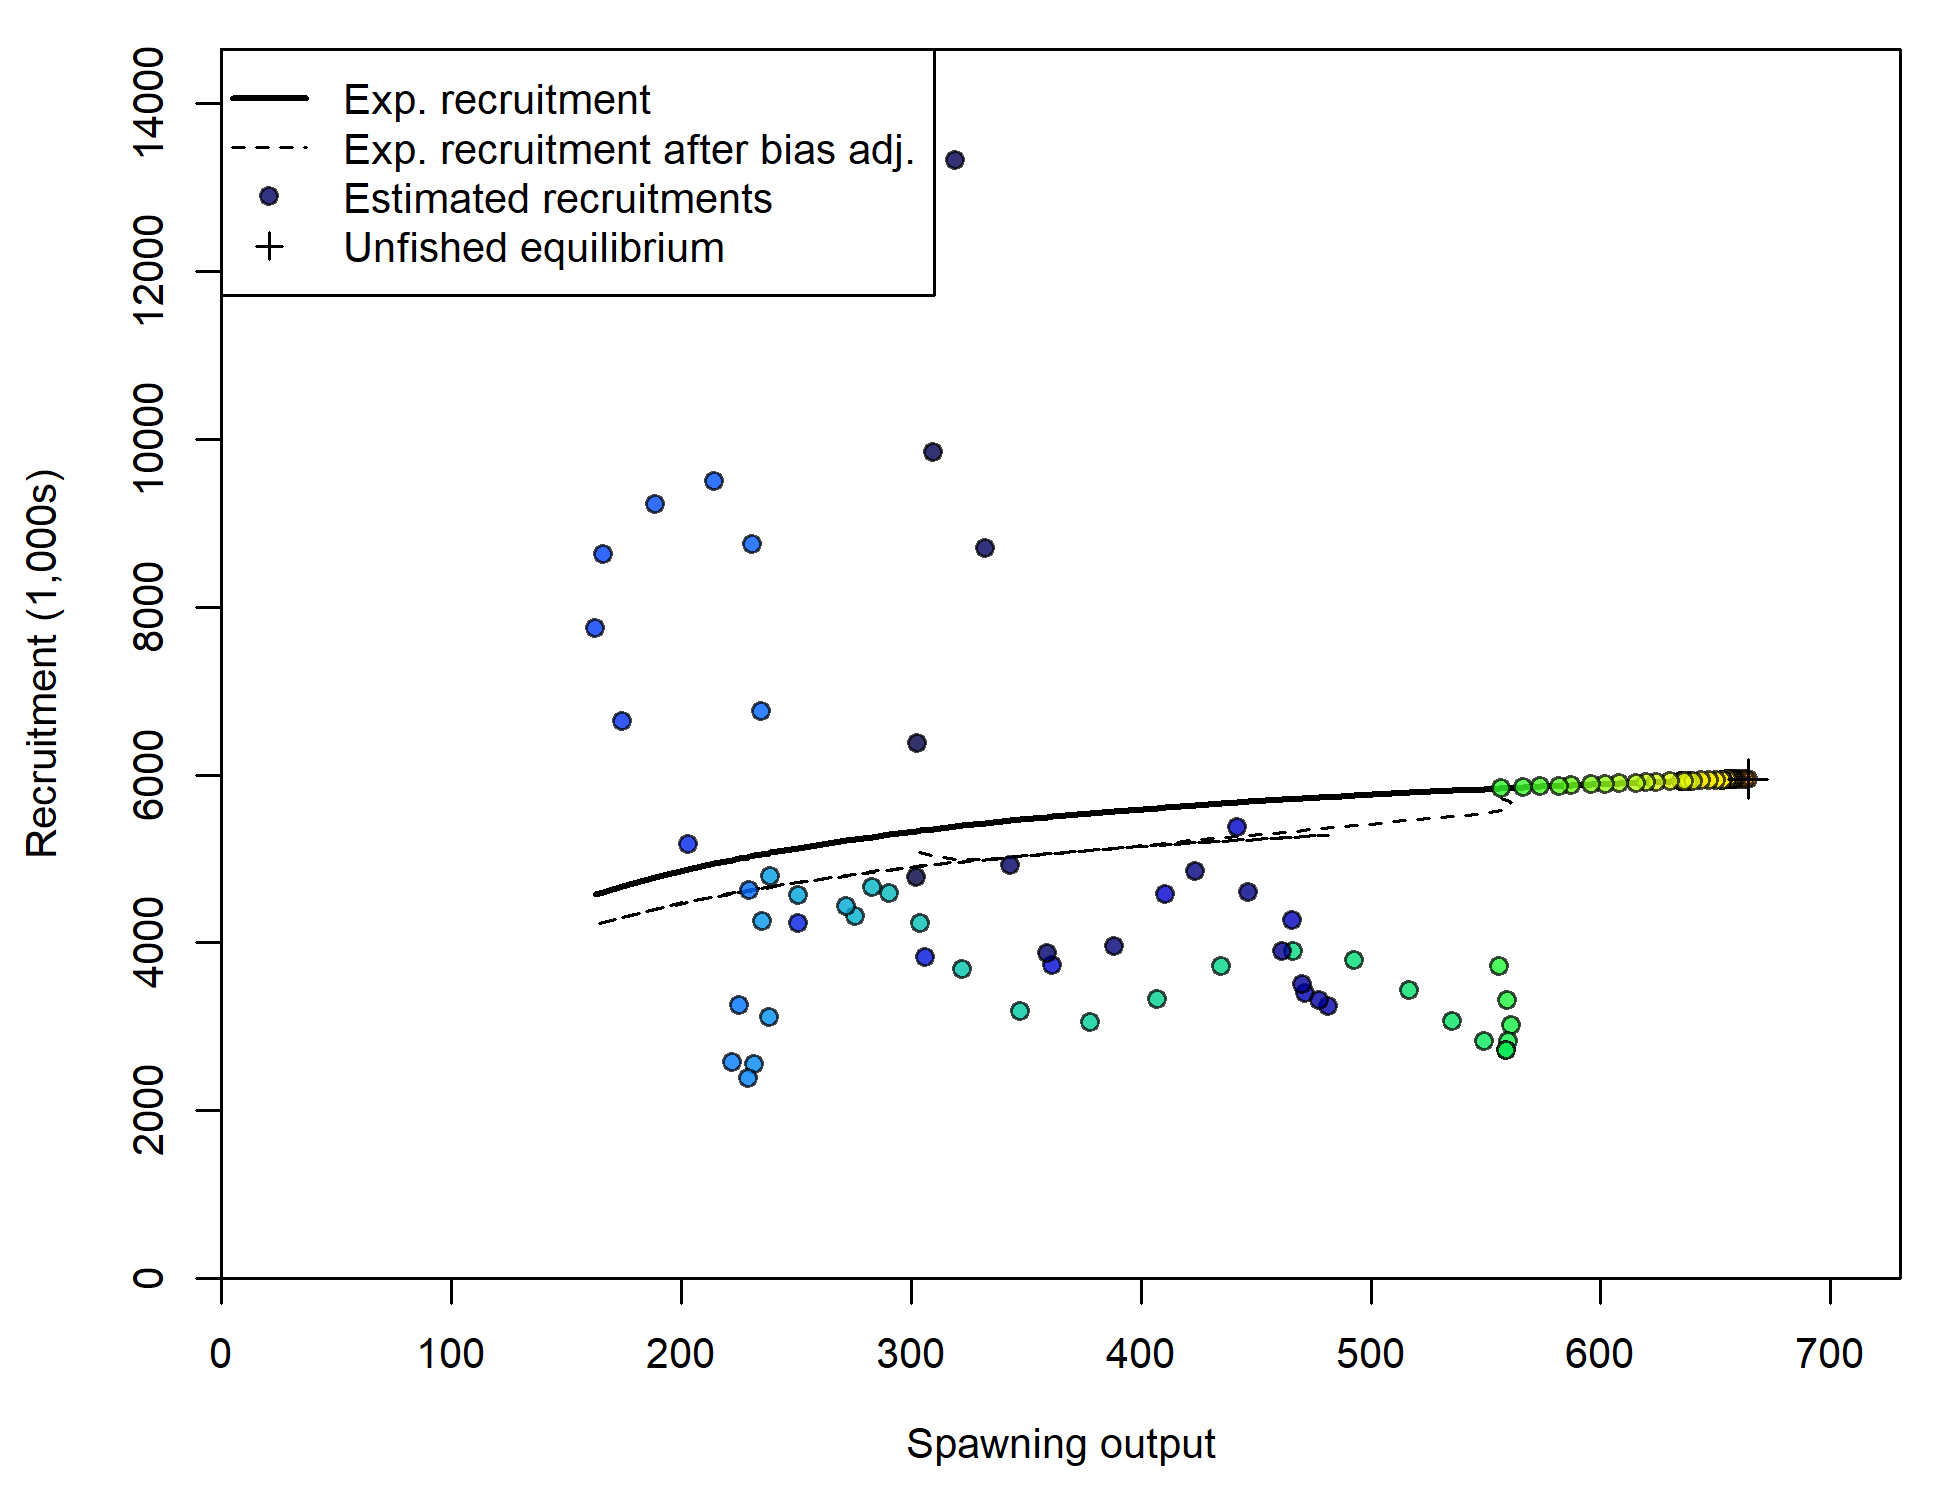 Exp. recruitment
Exp. recruitment after bias adj.
Estimated recruitments
Unfished equilibrium
Recruitment (1,000s)
14000
12000
10000
8000
6000
4000
2000
0
0 100 200 300 400 500 600 700
Spawning output